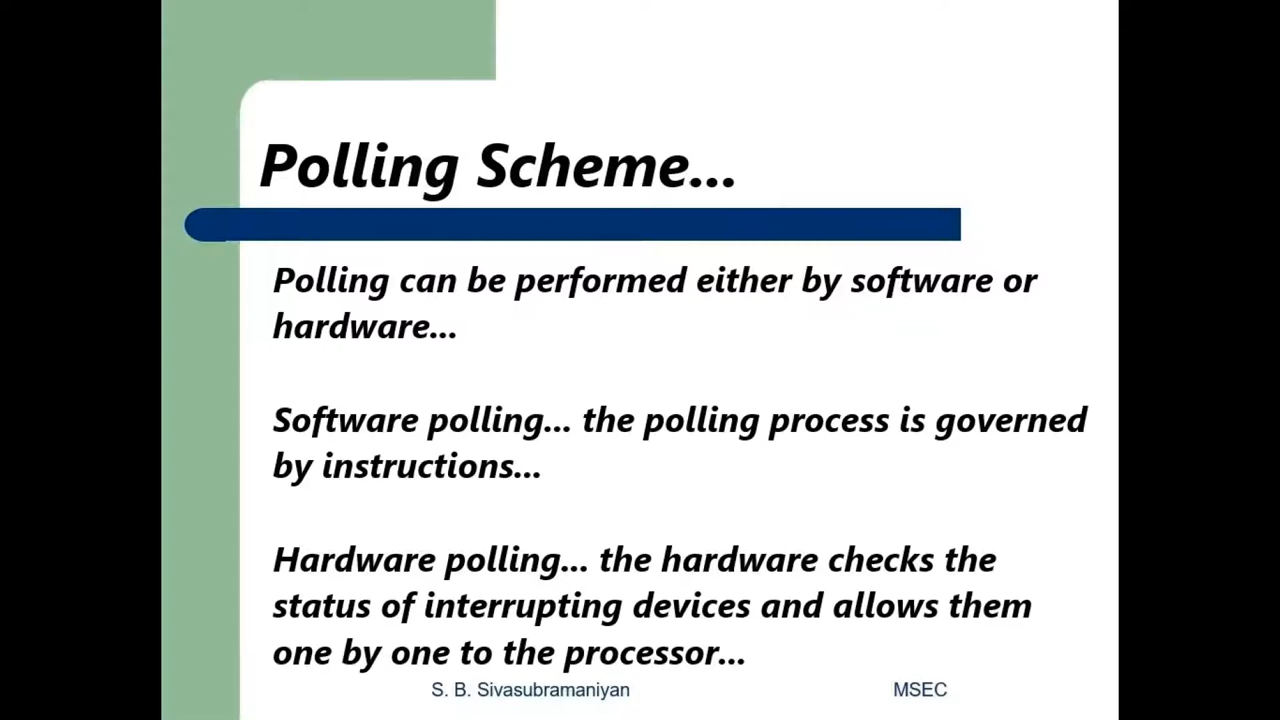 Polling Scheme...
Polling can be performed either by software or
hardware...
Software polling... the polling process is governed
by instructions...
Hardware polling... the hardware checks the
status of interrupting devices and allows them
one by one to the processor...
S. B. Sivasubramaniyan MSEC